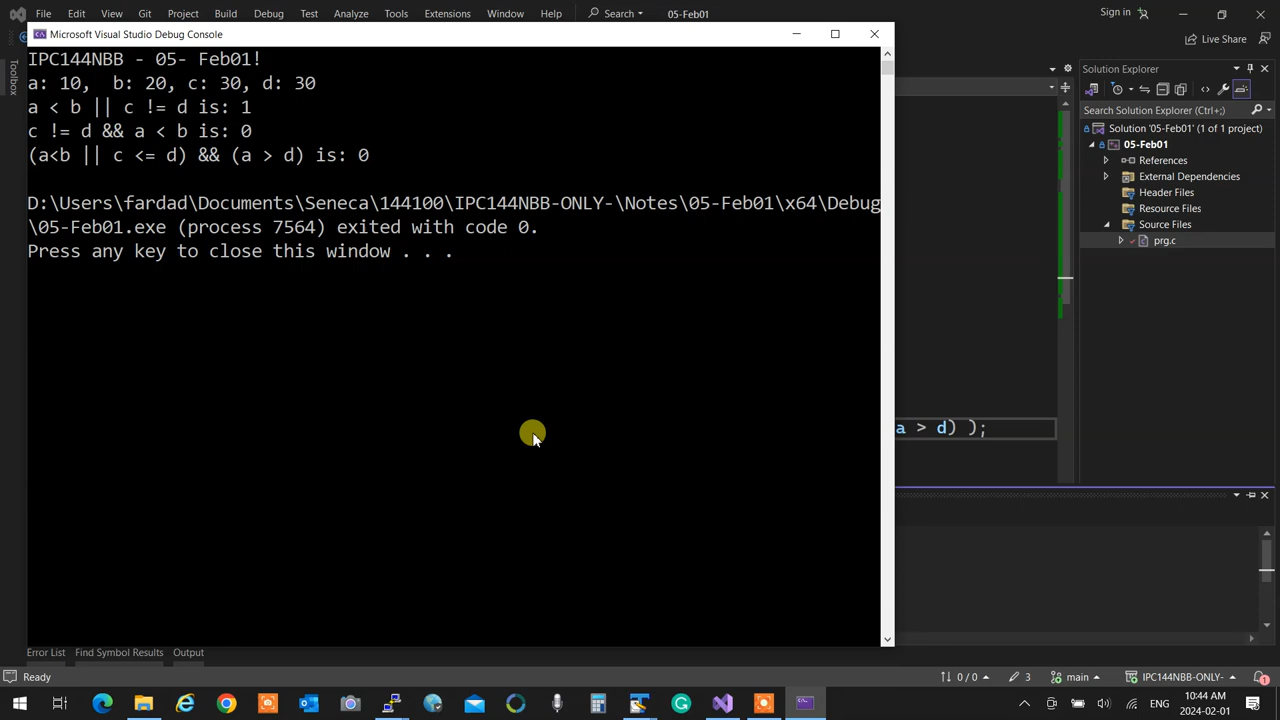 File Edit View Git Project Build Debug Test Analyze Tools Extensions Window Help Search 05-Feb01 Sign in
Microsoft Visual Studio Debug Console
Live Share
IPC144NBB - 05- Feb01!
a: 10,  b: 20, c: 30, d: 30
a < b || c != d is: 1
c != d && a < b is: 0
(a<b || c <= d) && (a > d) is: 0
D:\Users\fardad\Documents\Seneca\144100\IPC144NBB-ONLY-\Notes\05-Feb01\x64\Debug
\05-Feb01.exe (process 7564) exited with code 0.
Press any key to close this window . . .
Toolbox
a > d) );
Solution Explorer
Search Solution Explorer (Ctrl+;)
Solution '05-Feb01' (1 of 1 project)
05-Feb01
References
External Dependencies
Header Files
Resource Files
Source Files
prg.c
Error List Find Symbol Results Output
Ready 0 / 0 3 main IPC144NBB-ONLY- 1
ENG 10:44 AM
2024-02-01